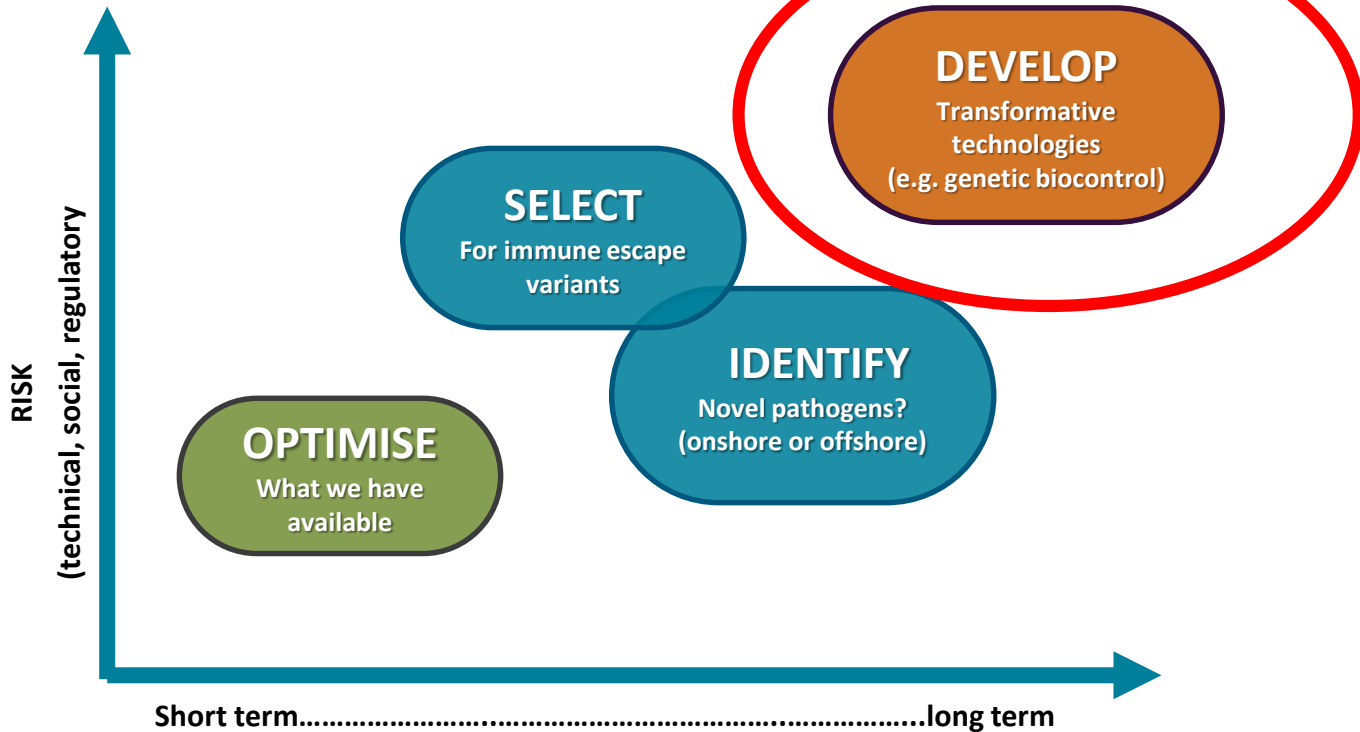 DEVELOP
Transformative
technologies
(e.g. genetic biocontrol)
SELECT
For immune escape
variants
IDENTIFY
Novel pathogens?
(onshore or offshore)
OPTIMISE
What we have
available
RISK
(technical, social, regulatory
Short term……………………..…………………………..…………...long term